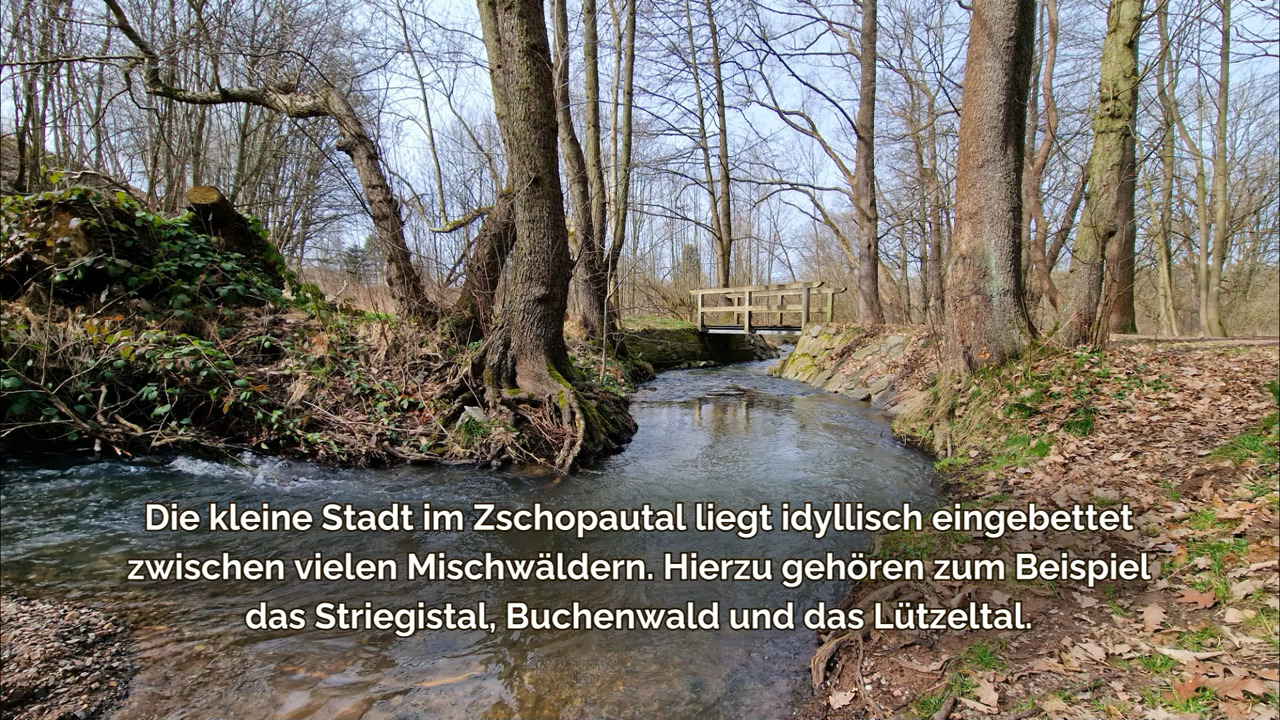 Die kleine Stadt im Zschopautal liegt idyllisch eingebettet
zwischen vielen Mischwäldern. Hierzu gehören zum Beispiel
das Striegistal, Buchenwald und das Lützeltal.